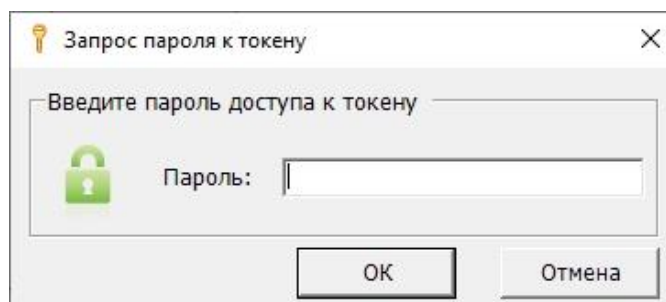 Запрос пароля к токену
Введите пароль доступа к токену
Пароль:
ОК Отмена